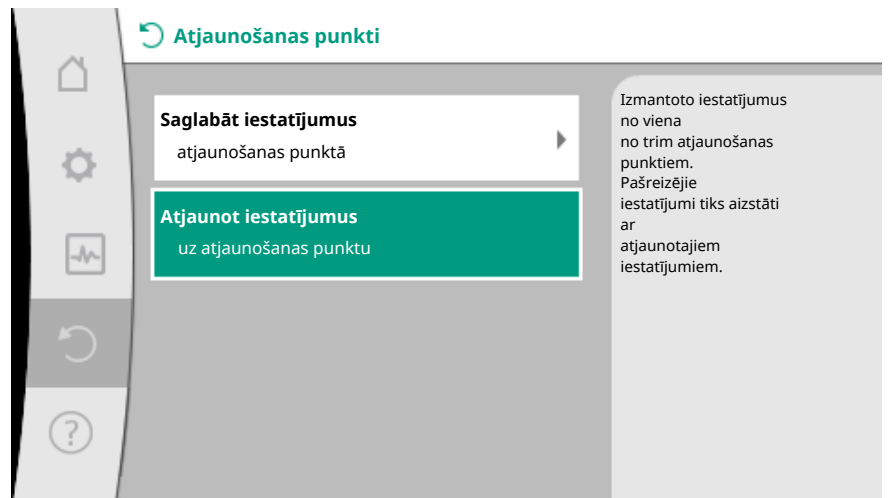 Atjaunošanas punkti
Saglabāt iestatījumus
atjaunošanas punktā
Atjaunot iestatījumus
uz atjaunošanas punktu
Izmantoto iestatījumus
no viena
no trim atjaunošanas
punktiem.
Pašreizējie
iestatījumi tiks aizstāti
ar
atjaunotajiem
iestatījumiem.